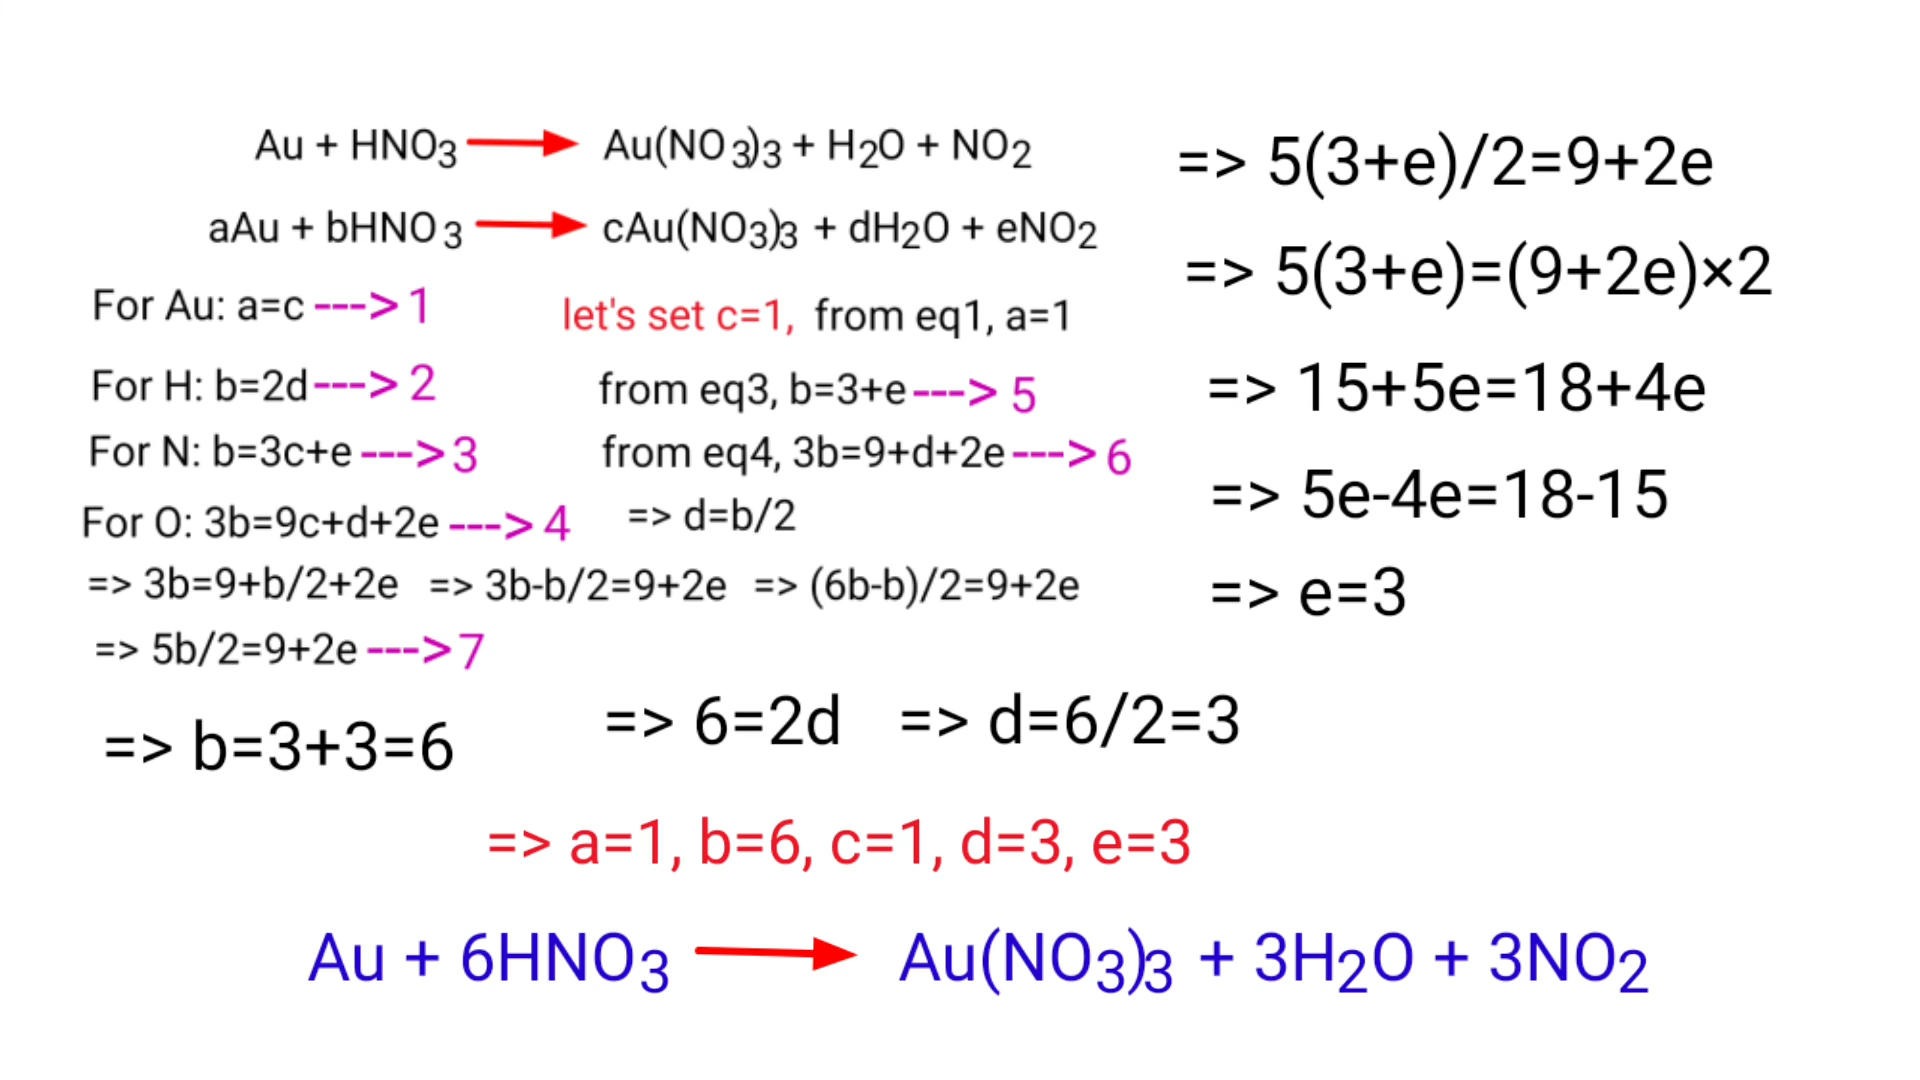 Au + HNO3 → Au(NO3)3 + H2O + NO2
aAu + bHNO3 → cAu(NO3)3 + dH2O + eNO2
For Au: a=c ---> 1
let's set c=1, from eq1, a=1
For H: b=2d ---> 2
from eq3, b=3+e ---> 5
For N: b=3c+e ---> 3
from eq4, 3b=9+d+2e ---> 6
For O: 3b=9c+d+2e ---> 4
=> d=b/2
=> 3b=9+b/2+2e => 3b-b/2=9+2e => (6b-b)/2=9+2e
=> 5b/2=9+2e ---> 7
=> 5(3+e)/2=9+2e
=> 5(3+e)=(9+2e)×2
=> 15+5e=18+4e
=> 5e-4e=18-15
=> e=3
=> b=3+3=6
=> 6=2d => d=6/2=3
=> a=1, b=6, c=1, d=3, e=3
Au + 6HNO3 → Au(NO3)3 + 3H2O + 3NO2